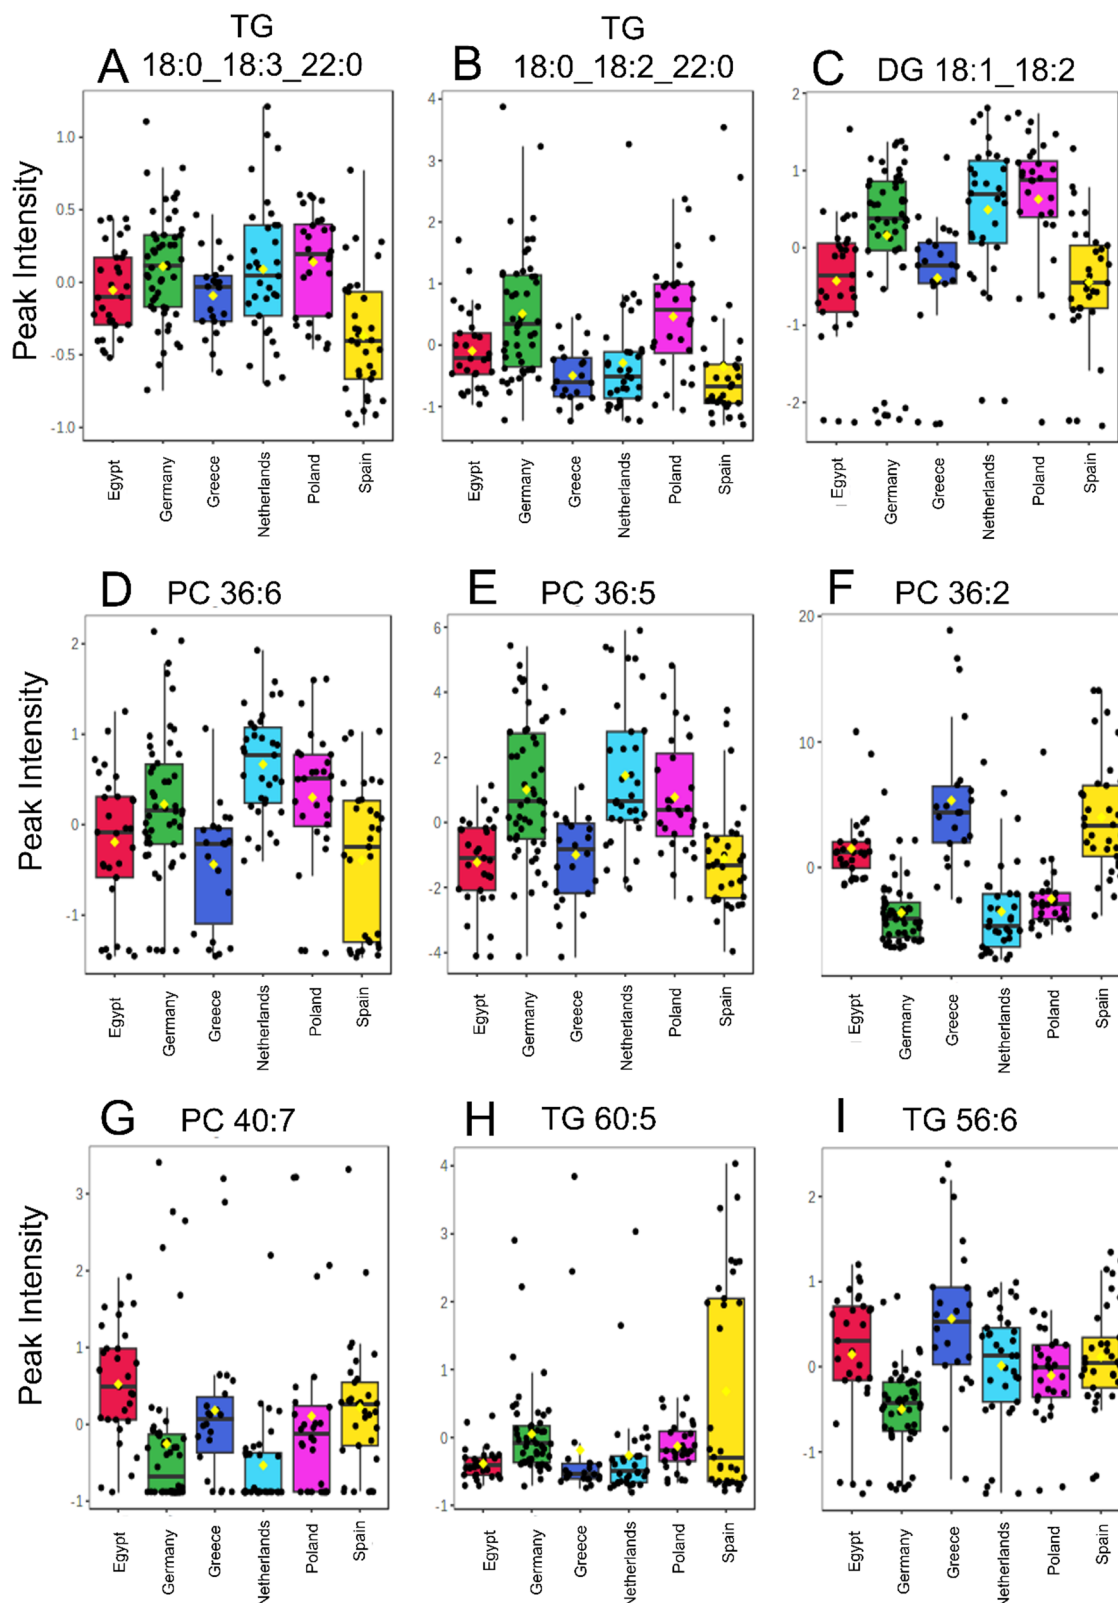 TG
TG
A 18:0_18:3_22:0
B 18:0_18:2_22:0
C DG 18:1_18:2
Peak Intensity
1.0
0.5
0.0
-0.5
-1.0
4
3
2
1
0
-1
2
1
0
-1
-2
Egypt
Germany
Greece
Netherlands
Poland
Spain
Egypt
Germany
Greece
Netherlands
Poland
Spain
Egypt
Germany
Greece
Netherlands
Poland
Spain
D PC 36:6
E PC 36:5
F PC 36:2
Peak Intensity
2
1
0
-1
6
4
2
0
-2
-4
20
10
0
Egypt
Germany
Greece
Netherlands
Poland
Spain
Egypt
Germany
Greece
Netherlands
Poland
Spain
Egypt
Germany
Greece
Netherlands
Poland
Spain
G PC 40:7
H TG 60:5
I TG 56:6
Peak Intensity
3
2
1
0
-1
4
3
2
1
0
-1
2
1
0
-1
Egypt
Germany
Greece
Netherlands
Poland
Spain
Egypt
Germany
Greece
Netherlands
Poland
Spain
Egypt
Germany
Greece
Netherlands
Poland
Spain